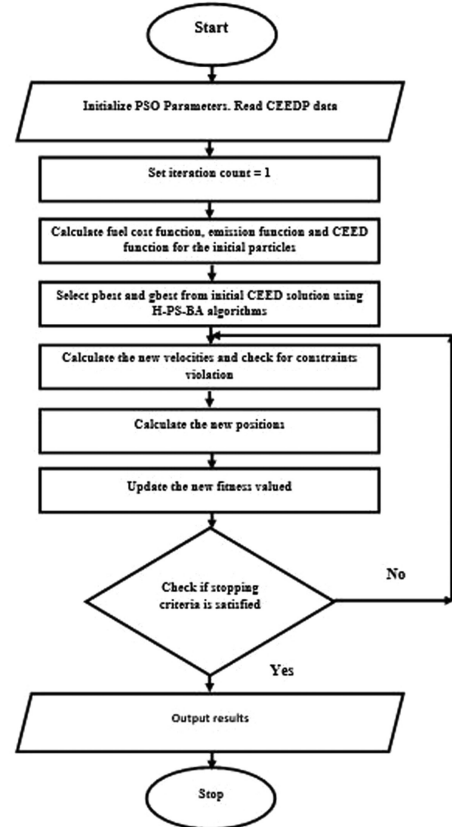 Start
Initialize PSO Parameters. Read CEEDP data
Set iteration count = 1
Calculate fuel cost function, emission function and CEED
function for the initial particles
Select pbest and gbest from initial CEED solution using
H-PS-BA algorithms
Calculate the new velocities and check for constraints
violation
Calculate the new positions
Update the new fitness valued
Check if stopping
criteria is satisfied
No
Yes
Output results
Stop